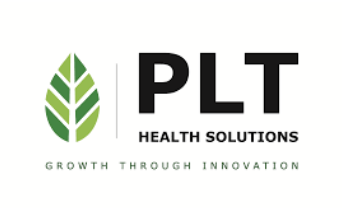 PLT
HEALTH SOLUTIONS
GROWTH THROUGH INNOVATION